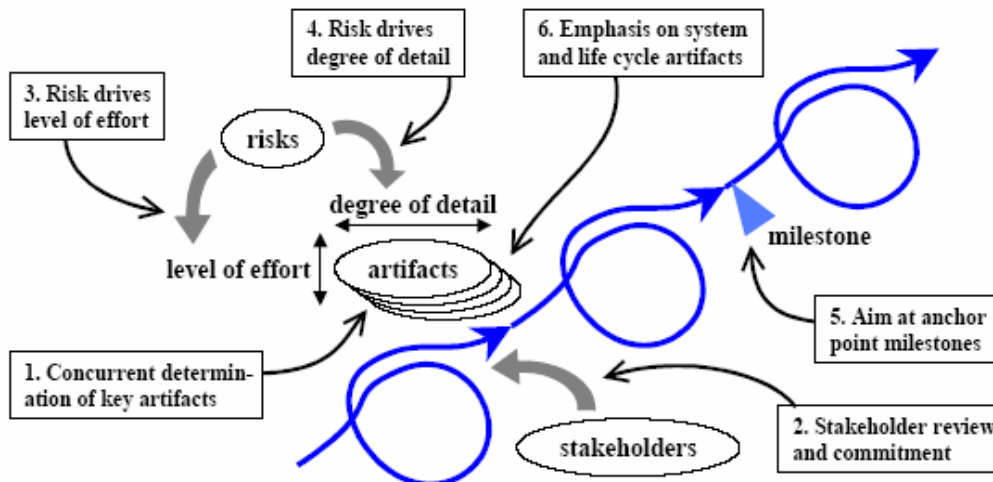 4. Risk drives
degree of detail
6. Emphasis on system
and life cycle artifacts
3. Risk drives
level of effort
risks
degree of detail
level of effort
artifacts
milestone
5. Aim at anchor
point milestones
1. Concurrent determin-
ation of key artifacts
stakeholders
2. Stakeholder review
and commitment